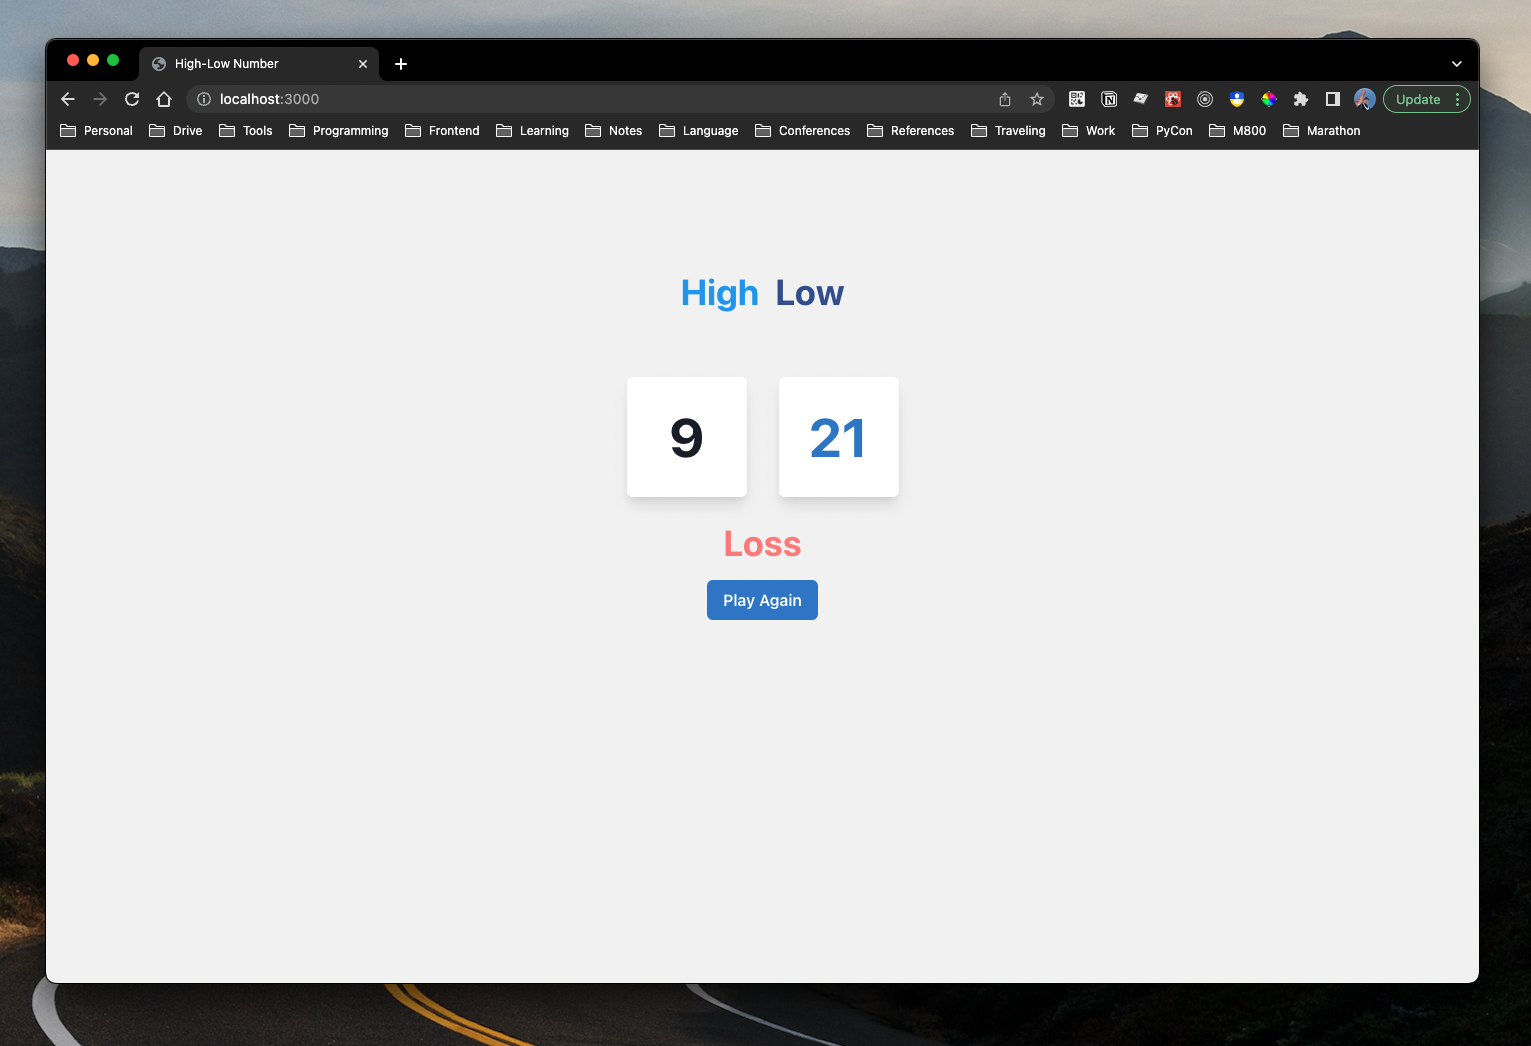 High-Low Number
localhost:3000
Update
Personal Drive Tools Programming Frontend Learning Notes Language Conferences References Traveling Work PyCon M800 Marathon
High Low
9 21
Loss
Play Again